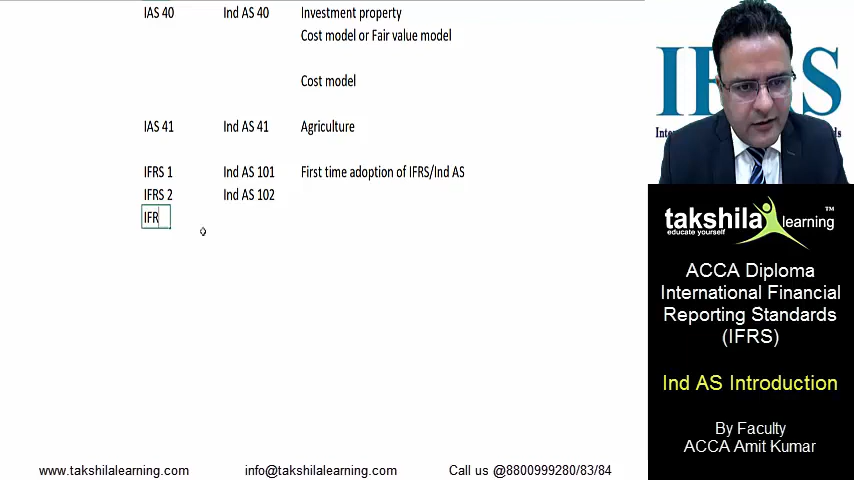 IAS 40 Ind AS 40 Investment property
Cost model or Fair value model
Cost model
IAS 41 Ind AS 41 Agriculture
IFRS 1 Ind AS 101 First time adoption of IFRS/Ind AS
IFRS 2 Ind AS 102
IFR
takshila learning ™
educate yourself
ACCA Diploma
International Financial
Reporting Standards
(IFRS)
Ind AS Introduction
By Faculty
ACCA Amit Kumar
www.takshilalearning.com info@takshilalearning.com Call us @8800999280/83/84